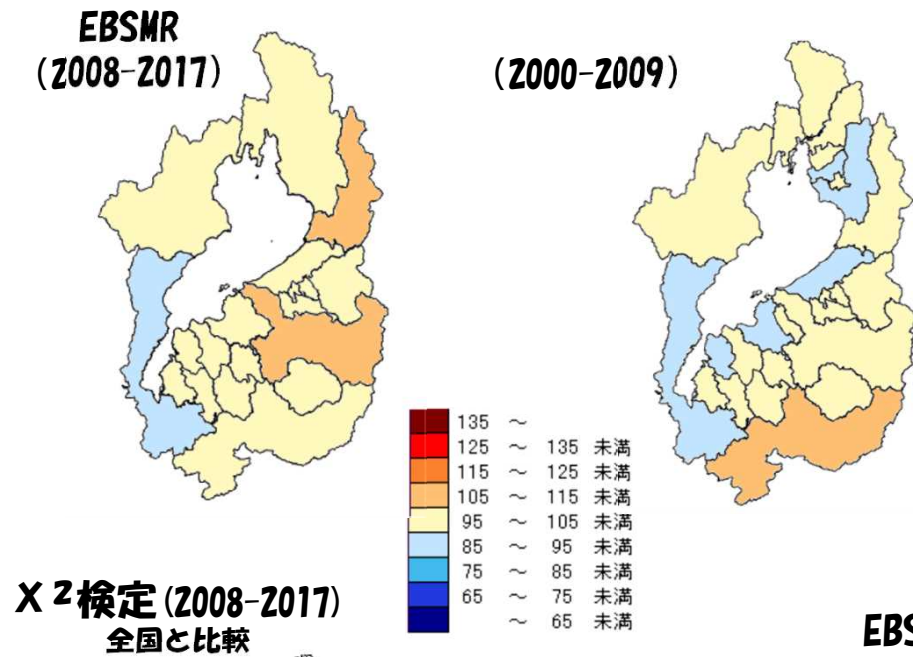 EBSMR
(2008-2017)
(2000-2009)
135 ～
125 ～ 135 未満
115 ～ 125 未満
105 ～ 115 未満
95 ～ 105 未満
85 ～ 95 未満
75 ～ 85 未満
65 ～ 75 未満
～ 65 未満
X2検定(2008-2017)
全国と比較
EBS